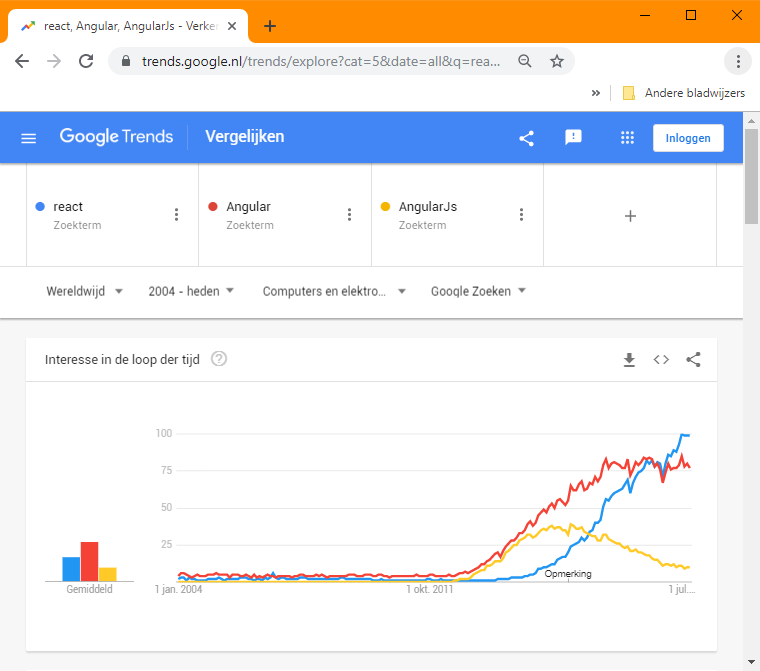 react, Angular, AngularJs - Verker
trends.google.nl/trends/explore?cat=5&date=all&q=rea...
» Andere bladwijzers
Google Trends Vergelijken Inloggen
react Angular AngularJs +
Zoekterm Zoekterm Zoekterm
Wereldwijd 2004 - heden Computers en elektro... Google Zoeken
Interesse in de loop der tijd ?
100
75
50
25
Opmerking
Gemiddeld 1 jan. 2004 1 okt. 2011 1 jul....